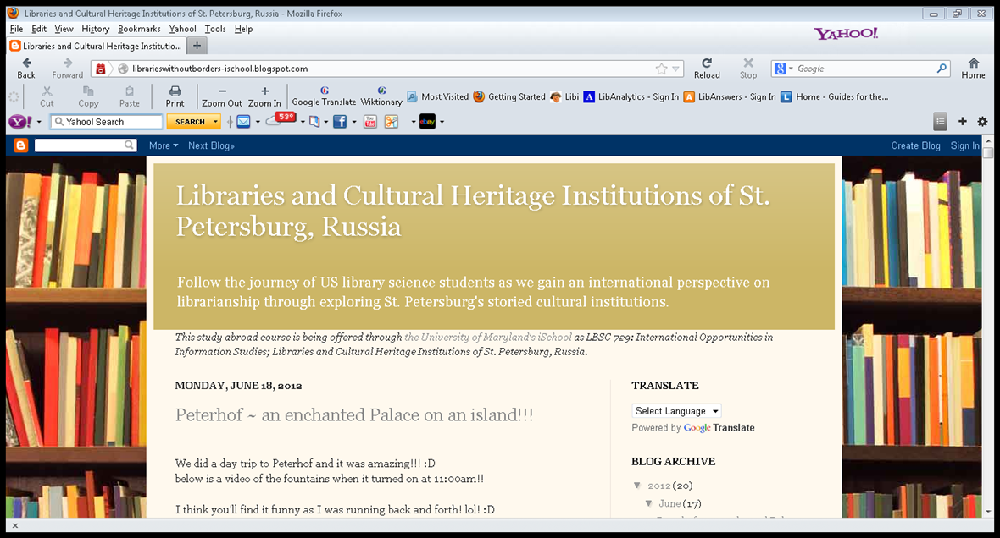 Libraries and Cultural Heritage Institutions of St. Petersburg, Russia - Mozilla Firefox
File Edit View History Bookmarks Yahoo! Tools Help
YAHOO!
Libraries and Cultural Heritage Institutio... +
Back Forward librarieswithoutborders-ischool.blogspot.com Reload Stop Google Home
Cut Copy Paste Print Zoom Out Zoom In Google Translate Wiktionary Most Visited Getting Started Libi LibAnalytics - Sign In LibAnswers - Sign In Home - Guides for the...
Y! Yahoo! Search SEARCH 53° You Tube ebay
More Next Blog» Create Blog Sign In
Libraries and Cultural Heritage Institutions of St.
Petersburg, Russia
Follow the journey of US library science students as we gain an international perspective on
librarianship through exploring St. Petersburg's storied cultural institutions.
This study abroad course is being offered through the University of Maryland's iSchool as LBSC 729: International Opportunities in
Information Studies; Libraries and Cultural Heritage Institutions of St. Petersburg, Russia.
MONDAY, JUNE 18, 2012
Peterhof ~ an enchanted Palace on an island!!!
We did a day trip to Peterhof and it was amazing!!! :D
below is a video of the fountains when it turned on at 11:00am!!
I think you'll find it funny as I was running back and forth! lol! :D
TRANSLATE
Select Language
Powered by Google Translate
BLOG ARCHIVE
▼ 2012 (20)
▼ June (17)